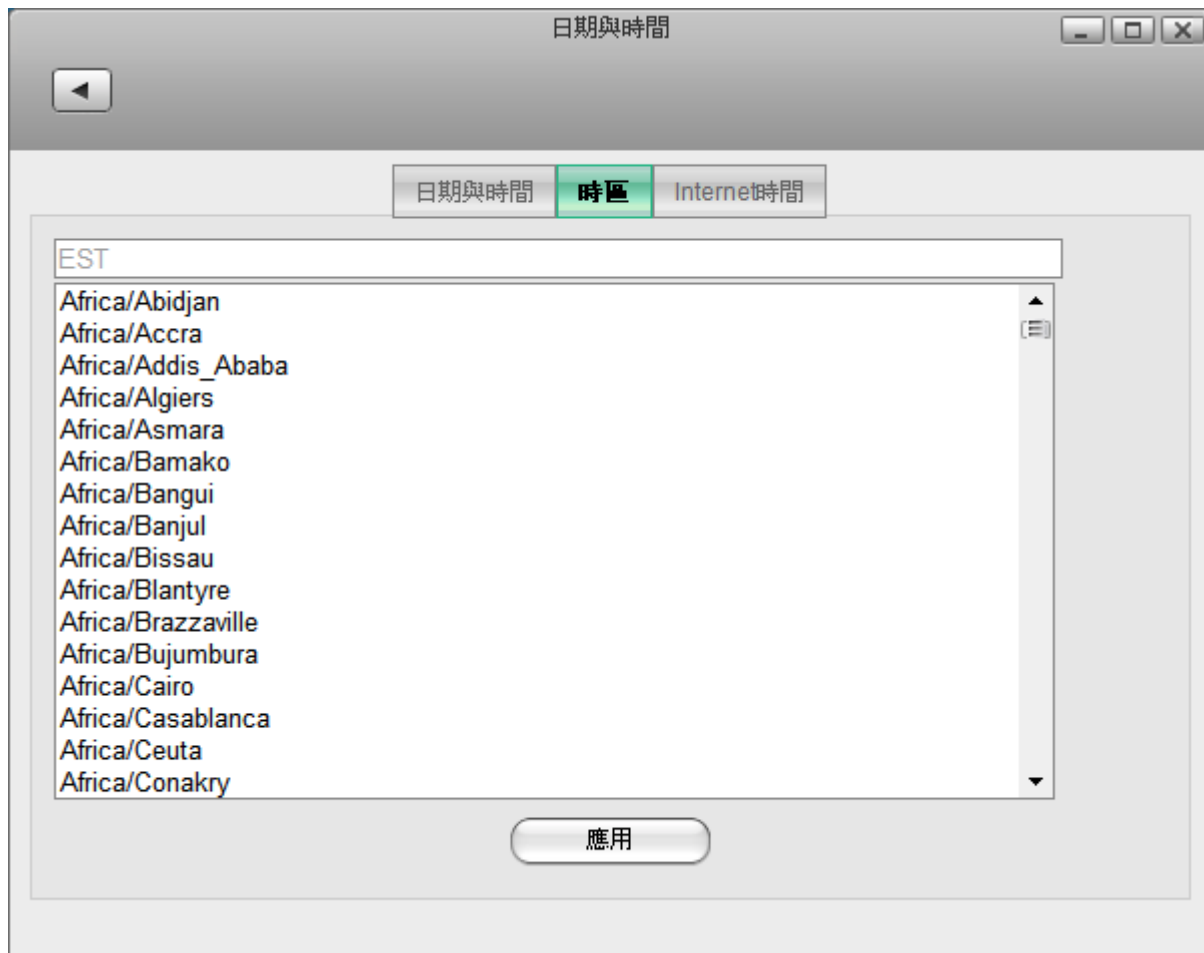 日期與時間
日期與時間 時區 Internet時間
EST
Africa/Abidjan
Africa/Accra
Africa/Addis_Ababa
Africa/Algiers
Africa/Asmara
Africa/Bamako
Africa/Bangui
Africa/Banjul
Africa/Bissau
Africa/Blantyre
Africa/Brazzaville
Africa/Bujumbura
Africa/Cairo
Africa/Casablanca
Africa/Ceuta
Africa/Conakry
應用